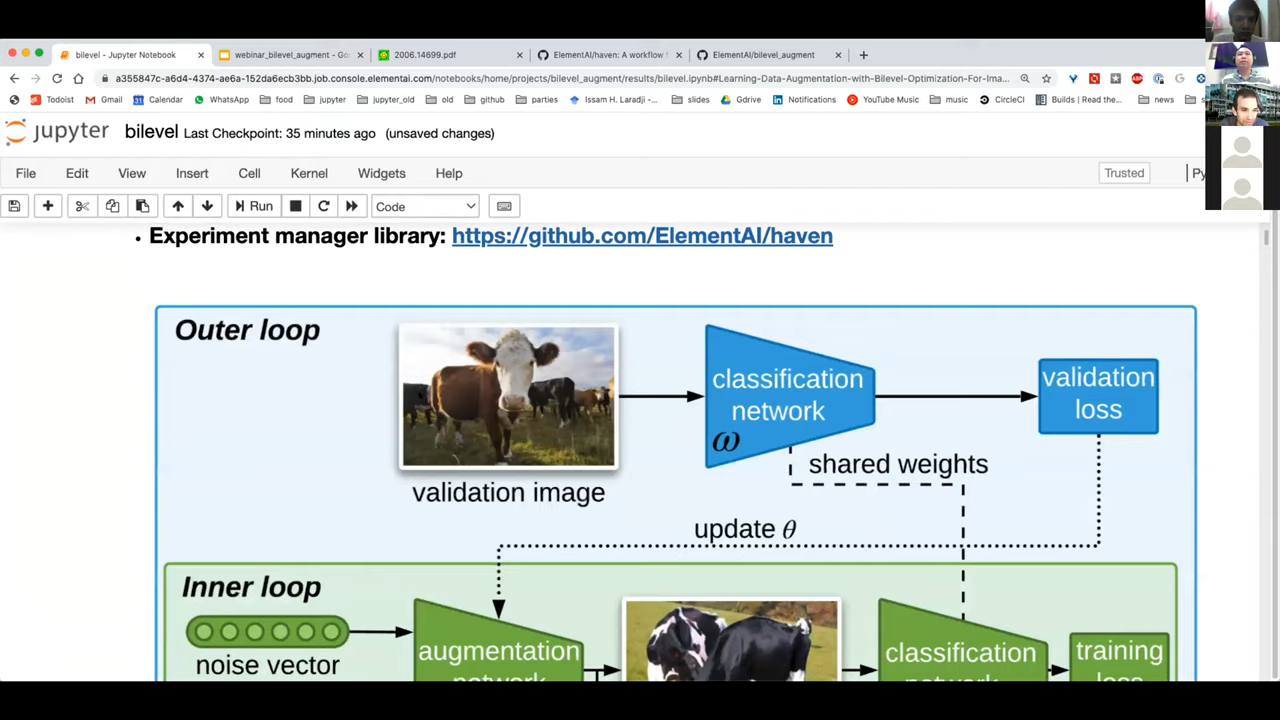 bilevel - Jupyter Notebook
webinar_bilevel_augment - Go
2006.14699.pdf
ElementAI/haven: A workflow
ElementAI/bilevel_augment
a355847c-a6d4-4374-ae6a-152da6ecb3bb.job.console.elementai.com/notebooks/home/projects/bilevel_augment/results/bilevel.ipynb#Learning-Data-Augmentation-with-Bilevel-Optimization-For-Ima...
Todoist
Gmail
Calendar
WhatsApp
food
jupyter
jupyter_old
old
github
parties
Issam H. Laradji -...
slides
Gdrive
Notifications
YouTube Music
music
CircleCI
Builds | Read the...
news
jupyter bilevel Last Checkpoint: 35 minutes ago (unsaved changes)
File Edit View Insert Cell Kernel Widgets Help
Trusted
Py
Run
Code
• Experiment manager library: https://github.com/ElementAI/haven
Outer loop
classification
network
ω
validation
loss
validation image
shared weights
update θ
Inner loop
noise vector
augmentation
network
classification
network
training
loss